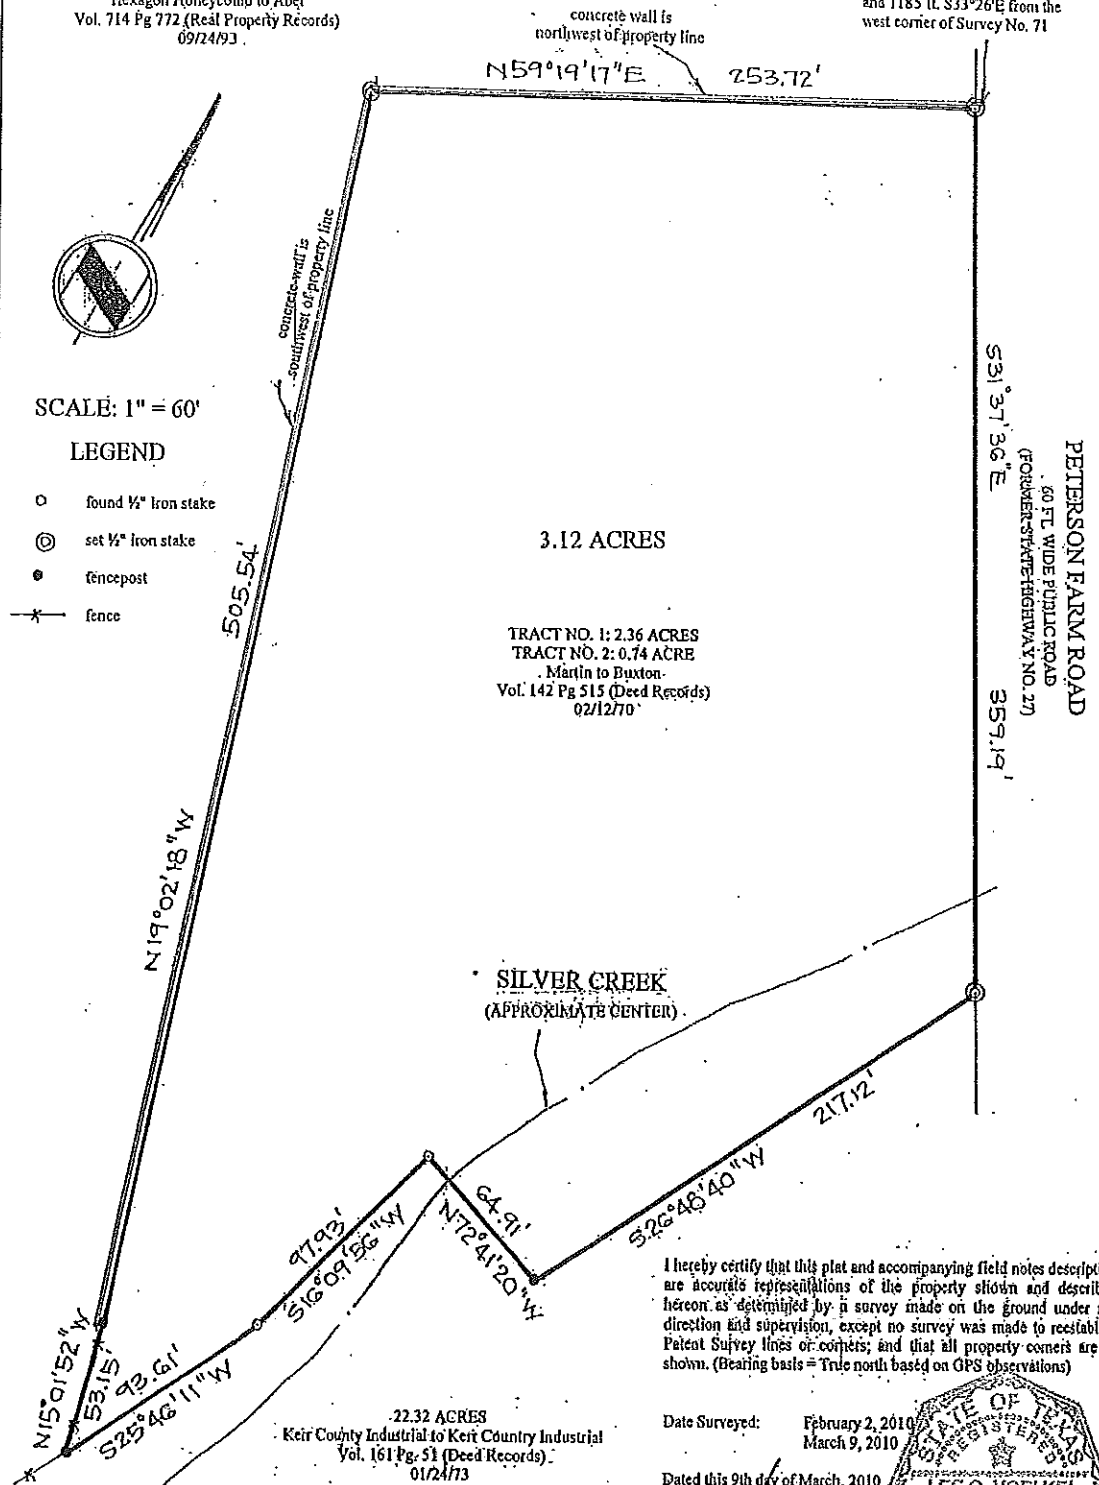 Hexagon Honeycomb to Abel
Vol. 714 Pg 772 (Real Property Records)
09/24/93
concrete wall is
northwest of property line
and 1185 ft. S33°26'E from the
west corner of Survey No. 71
N59°19'17"E 253.72'
concrete wall is
southwest of property line
SCALE: 1" = 60'
LEGEND
found ½" iron stake
set ½" iron stake
fencepost
fence
505.54'
N19°02'18"W
S31°37'36"E
359.19'
PETERSON FARM ROAD
60 FT. WIDE PUBLIC ROAD
(FORMER STATE HIGHWAY NO. 27)
3.12 ACRES
TRACT NO. 1: 2.36 ACRES
TRACT NO. 2: 0.74 ACRE
Martin to Buxton
Vol. 142 Pg 515 (Deed Records)
02/12/70
SILVER CREEK
(APPROXIMATE CENTER)
217.12'
S26°48'40"W
64.91'
N72°41'20"W
97.93'
S16°09'56"W
N15°01'52"W
53.15'
93.61'
S25°46'11"W
22.32 ACRES
Kerr County Industrial to Kerr Country Industrial
Vol. 161 Pg. 51 (Deed Records)
01/24/73
I hereby certify that this plat and accompanying field notes descripti
are accurate representations of the property shown and describ
hereon as determined by a survey made on the ground under
direction and supervision, except no survey was made to reestabl
Patent Survey lines or corners; and that all property corners are
shown. (Bearing basis = True north based on GPS observations)
Date Surveyed: February 2, 2010
March 9, 2010
Dated this 9th day of March, 2010
STATE OF TEXAS
REGISTERED